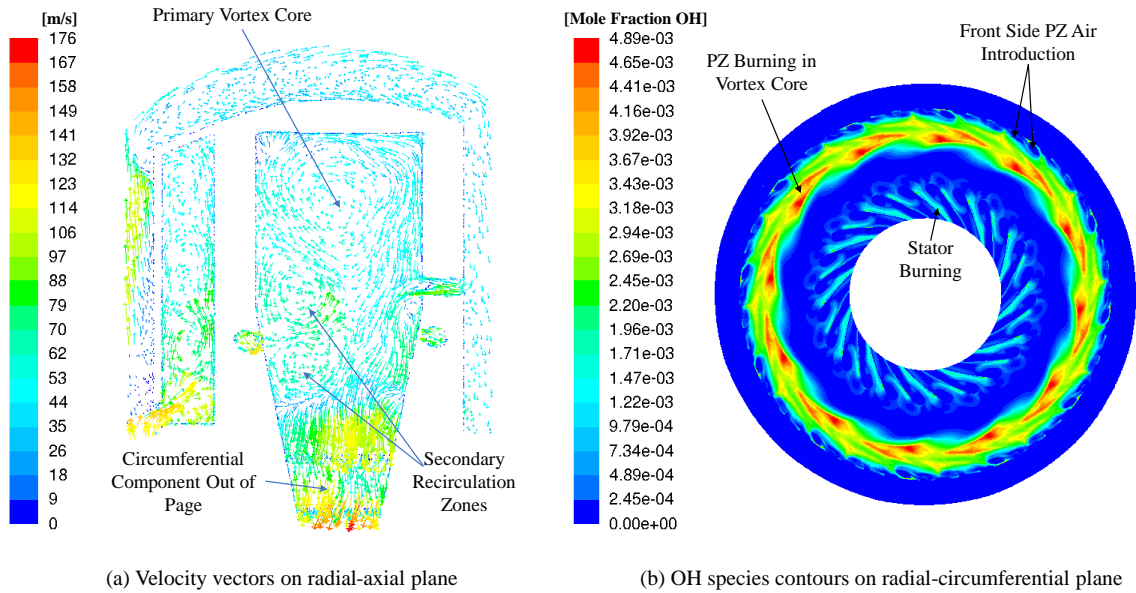 [m/s]
176
167
158
149
141
132
123
114
106
97
88
79
70
62
53
44
35
26
18
9
0
Primary Vortex Core
Circumferential
Component Out of
Page
Secondary
Recirculation
Zones
(a) Velocity vectors on radial-axial plane
[Mole Fraction OH]
4.89e-03
4.65e-03
4.41e-03
4.16e-03
3.92e-03
3.67e-03
3.43e-03
3.18e-03
2.94e-03
2.69e-03
2.45e-03
2.20e-03
1.96e-03
1.71e-03
1.47e-03
1.22e-03
9.79e-04
7.34e-04
4.89e-04
2.45e-04
0.00e+00
PZ Burning in
Vortex Core
Front Side PZ Air
Introduction
Stator
Burning
(b) OH species contours on radial-circumferential plane